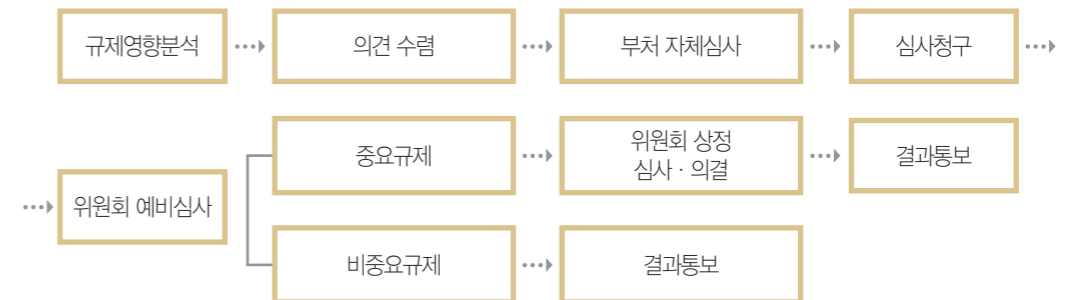 규제영향분석
의견 수렴
부처 자체심사
심사청구
위원회 예비심사
중요규제
위원회 상정
심사 · 의결
결과통보
비중요규제
결과통보